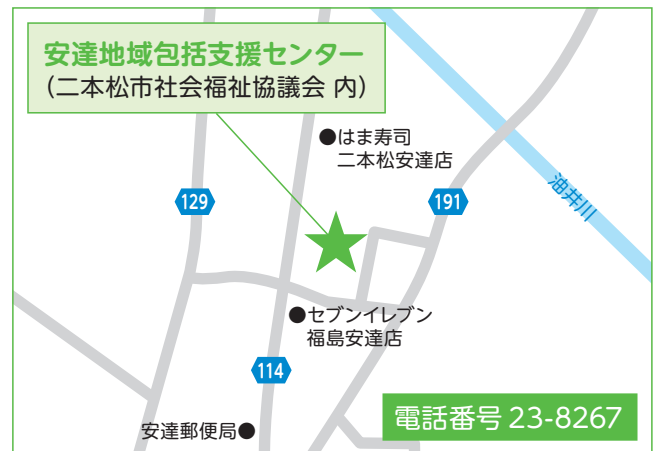 安達地域包括支援センター
（二本松市社会福祉協議会 内）
●はま寿司
二本松安達店
129
191
油井川
●セブンイレブン
福島安達店
114
安達郵便局●
電話番号 23-8267